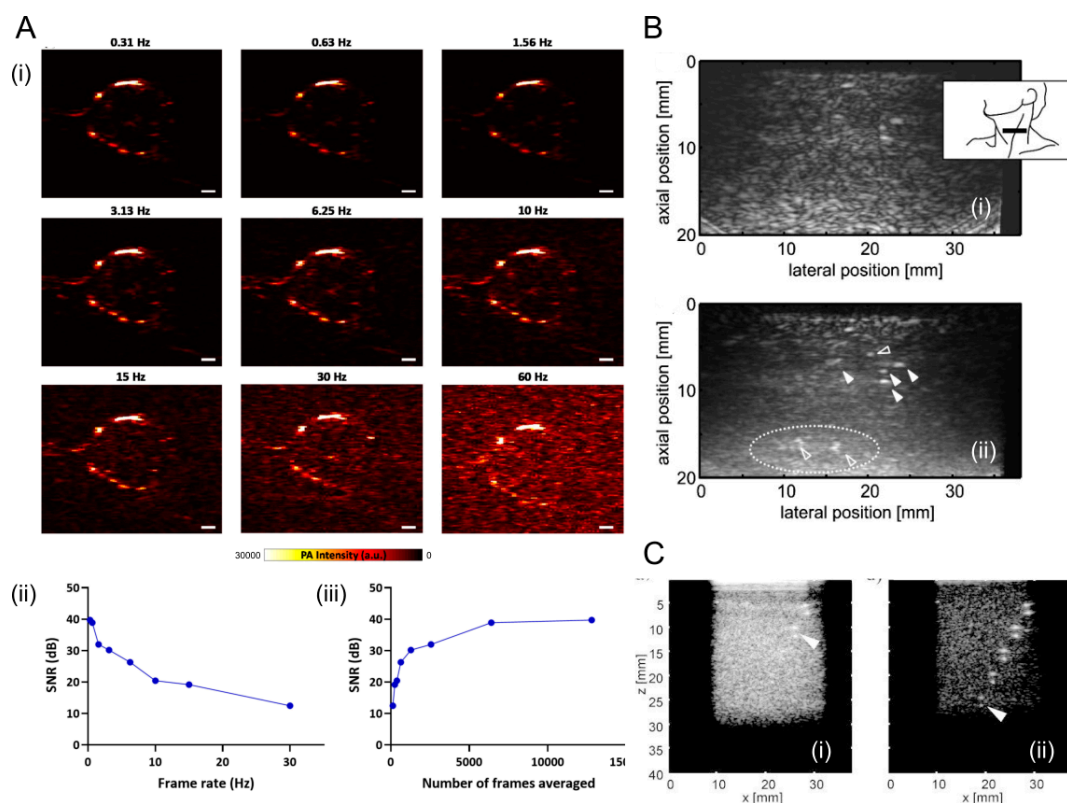 A
(i)
0.31 Hz
0.63 Hz
1.56 Hz
3.13 Hz
6.25 Hz
10 Hz
15 Hz
30 Hz
60 Hz
30000
PA Intensity (a.u.)
0
(ii)
50
40
30
20
10
0
SNR (dB)
0
10
20
30
Frame rate (Hz)
(iii)
50
40
30
20
10
0
SNR (dB)
0
5000
10000
Number of frames averaged
B
0
10
20
axial position [mm]
(i)
0
10
20
30
lateral position [mm]
0
10
20
axial position [mm]
(ii)
0
10
20
30
lateral position [mm]
C
5
10
15
20
25
30
35
40
z [mm]
(i)
0
10
20
30
x [mm]
(ii)
0
10
20
30
x [mm]